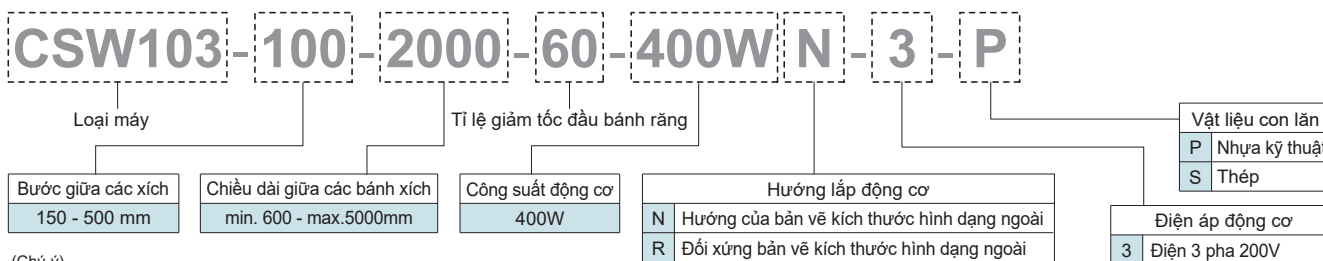 CSW103-100-2000-60-400W N-3-P
Loại máy
Tỉ lệ giảm tốc đầu bánh răng
Vật liệu con lăn
P Nhựa kỹ thuật
S Thép
Bước giữa các xích
150 - 500 mm
Chiều dài giữa các bánh xích
min. 600 - max.5000mm
Công suất động cơ
400W
Hướng lắp động cơ
N Hướng của bản vẽ kích thước hình dạng ngoài
R Đối xứng bản vẽ kích thước hình dạng ngoài
Điện áp động cơ
3 Điện 3 pha 200V
(Chú ý)